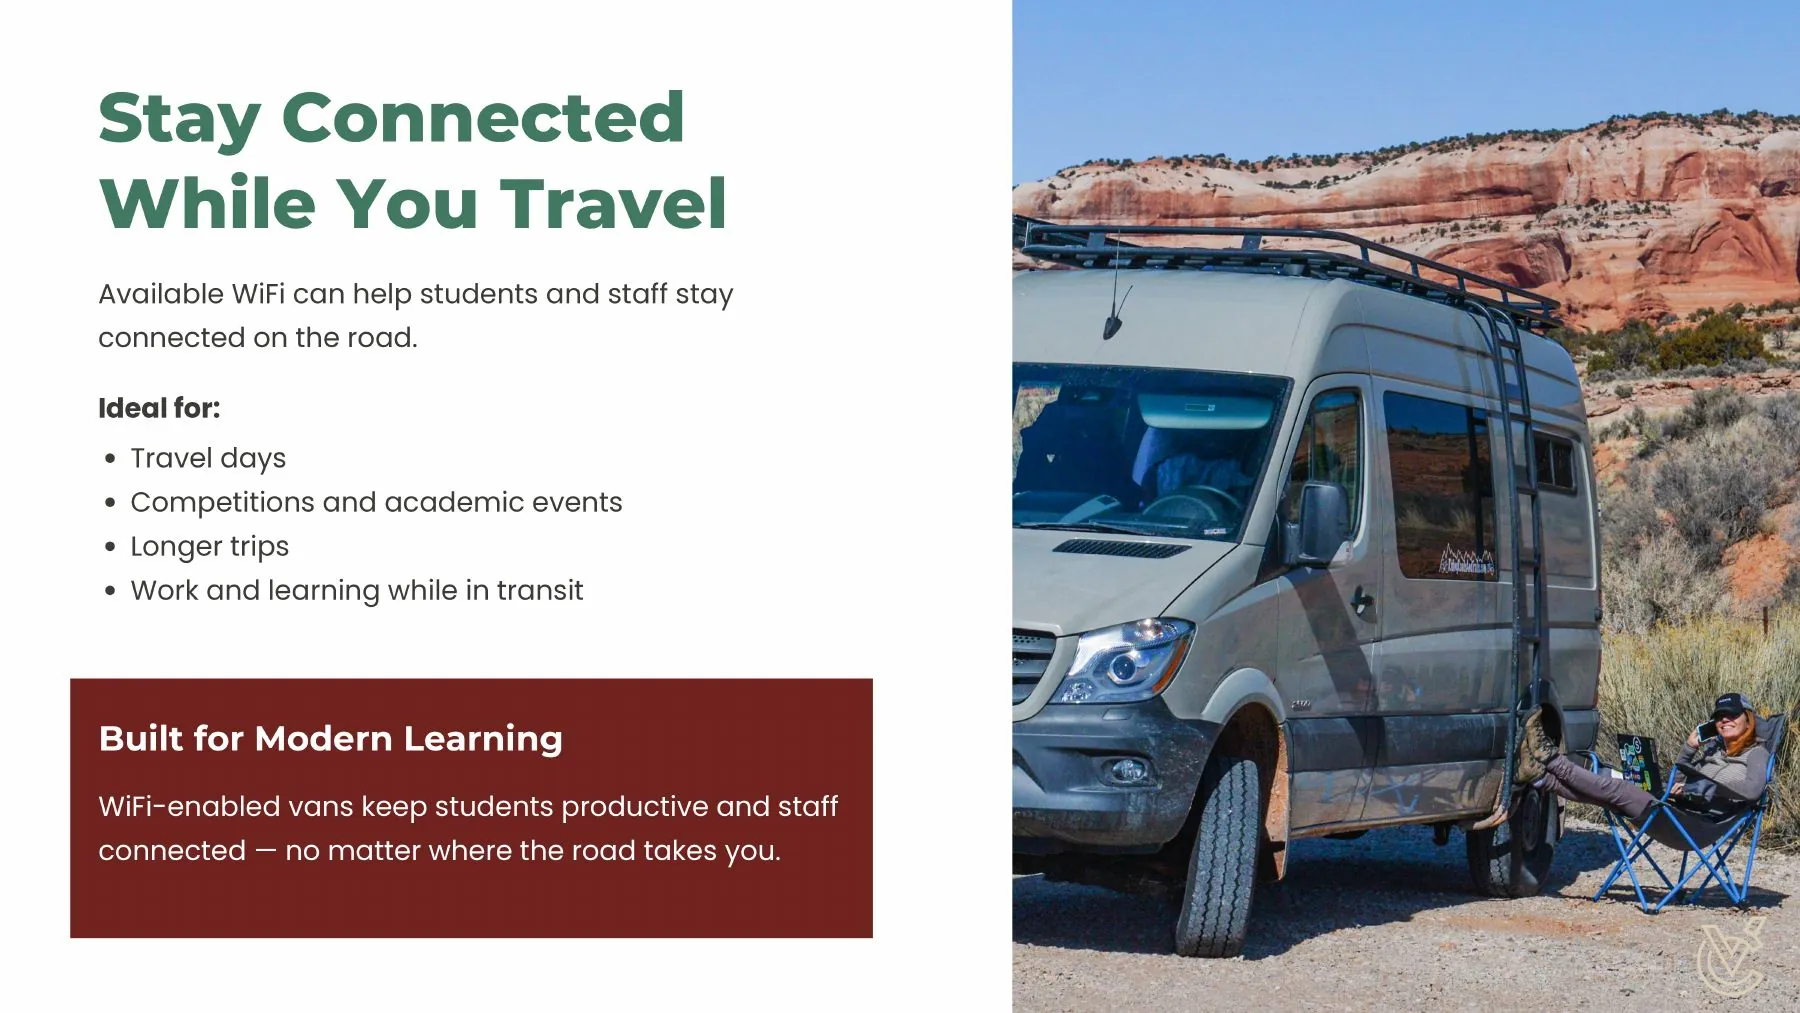 Stay Connected
While You Travel
Available WiFi can help students and staff stay
connected on the road.
Ideal for:
• Travel days
• Competitions and academic events
• Longer trips
• Work and learning while in transit
Built for Modern Learning
WiFi-enabled vans keep students productive and staff
connected — no matter where the road takes you.